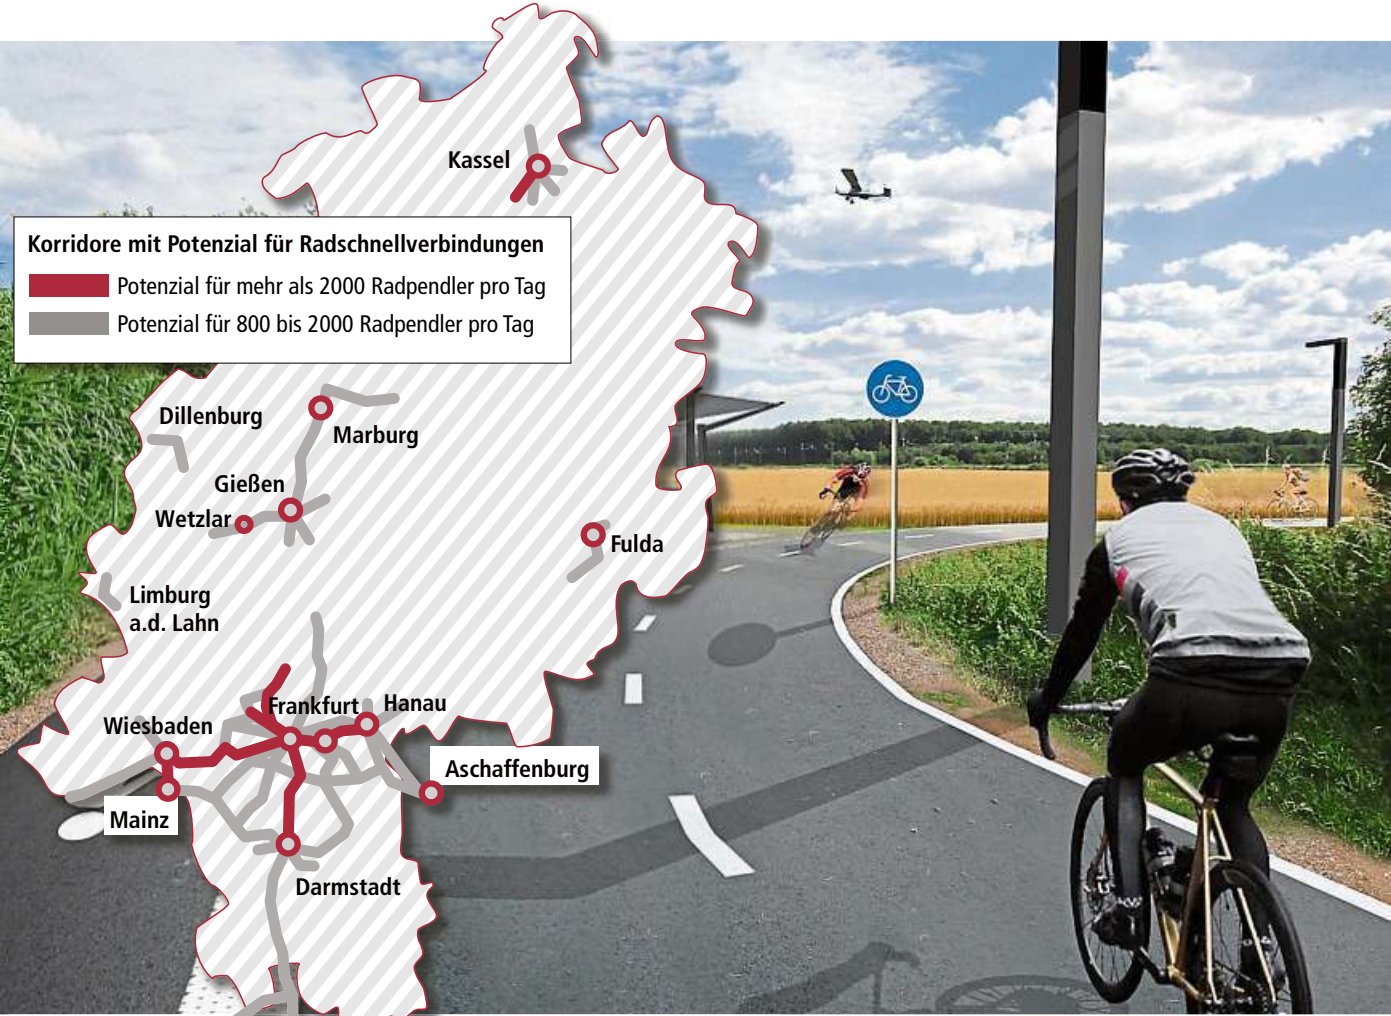 Kassel
Korridore mit Potenzial für Radschnellverbindungen
Potenzial für mehr als 2000 Radpendler pro Tag
Potenzial für 800 bis 2000 Radpendler pro Tag
Dillenburg
Marburg
Gießen
Wetzlar
Fulda
Limburg
a.d. Lahn
Frankfurt
Hanau
Wiesbaden
Aschaffenburg
Mainz
Darmstadt